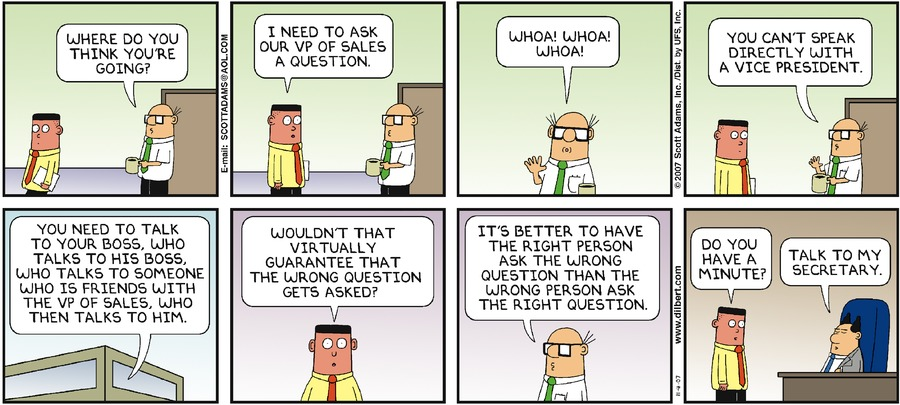 WHERE DO YOU
THINK YOU'RE
GOING?
E-mail: SCOTTADAMS@AOL.COM
I NEED TO ASK
OUR VP OF SALES
A QUESTION.
WHOA! WHOA!
WHOA!
© 2007 Scott Adams, Inc. /Dist. by UFS, Inc.
YOU CAN'T SPEAK
DIRECTLY WITH
A VICE PRESIDENT.
YOU NEED TO TALK
TO YOUR BOSS, WHO
TALKS TO HIS BOSS,
WHO TALKS TO SOMEONE
WHO IS FRIENDS WITH
THE VP OF SALES, WHO
THEN TALKS TO HIM.
WOULDN'T THAT
VIRTUALLY
GUARANTEE THAT
THE WRONG QUESTION
GETS ASKED?
IT'S BETTER TO HAVE
THE RIGHT PERSON
ASK THE WRONG
QUESTION THAN THE
WRONG PERSON ASK
THE RIGHT QUESTION.
www.dilbert.com
11-4-07
DO YOU
HAVE A
MINUTE?
TALK TO MY
SECRETARY.